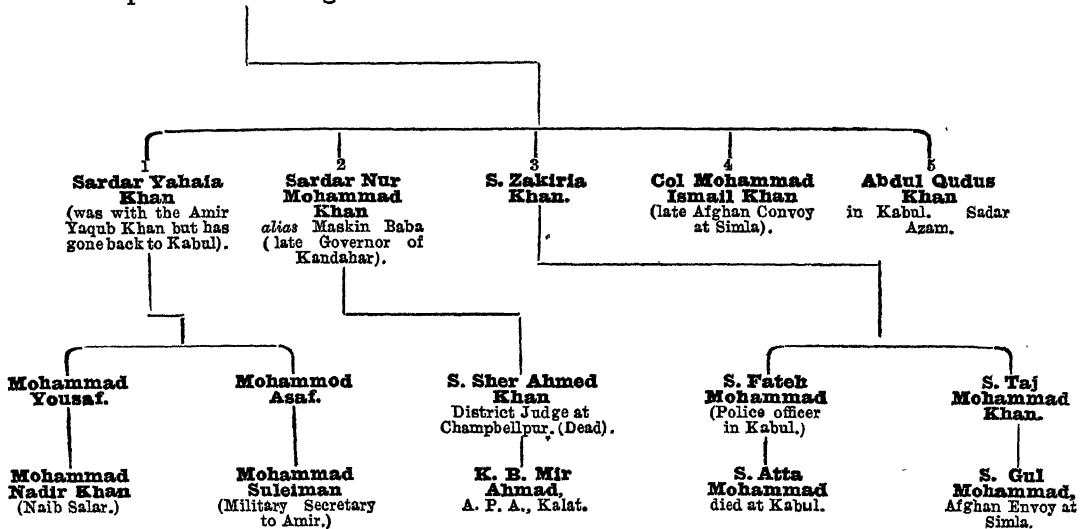 1
Sardar Yahaia
Khan
(was with the Amir
Yaqub Khan but has
gone back to Kabul).
2
Sardar Nur
Mohammad
Khan
alias Maskin Baba
(late Governor of
Kandahar).
3
S. Zakiria
Khan.
4
Col Mohammad
Ismail Khan
(late Afghan Convoy
at Simla).
5
Abdul Qudus
Khan
in Kabul. Sadar
Azam.
Mohammad
Yousaf.
Mohammod
Asaf.
S. Sher Ahmed
Khan
District Judge at
Champbellpur. (Dead).
S. Fateh
Mohammad
(Police officer
in Kabul.)
S. Taj
Mohammad
Khan.
Mohammad
Nadir Khan
(Naib Salar.)
Mohammad
Suleiman
(Military Secretary
to Amir.)
K. B. Mir
Ahmad,
A. P. A., Kalat.
S. Atta
Mohammad
died at Kabul.
S. Gul
Mohammad,
Afghan Envoy at
Simla.